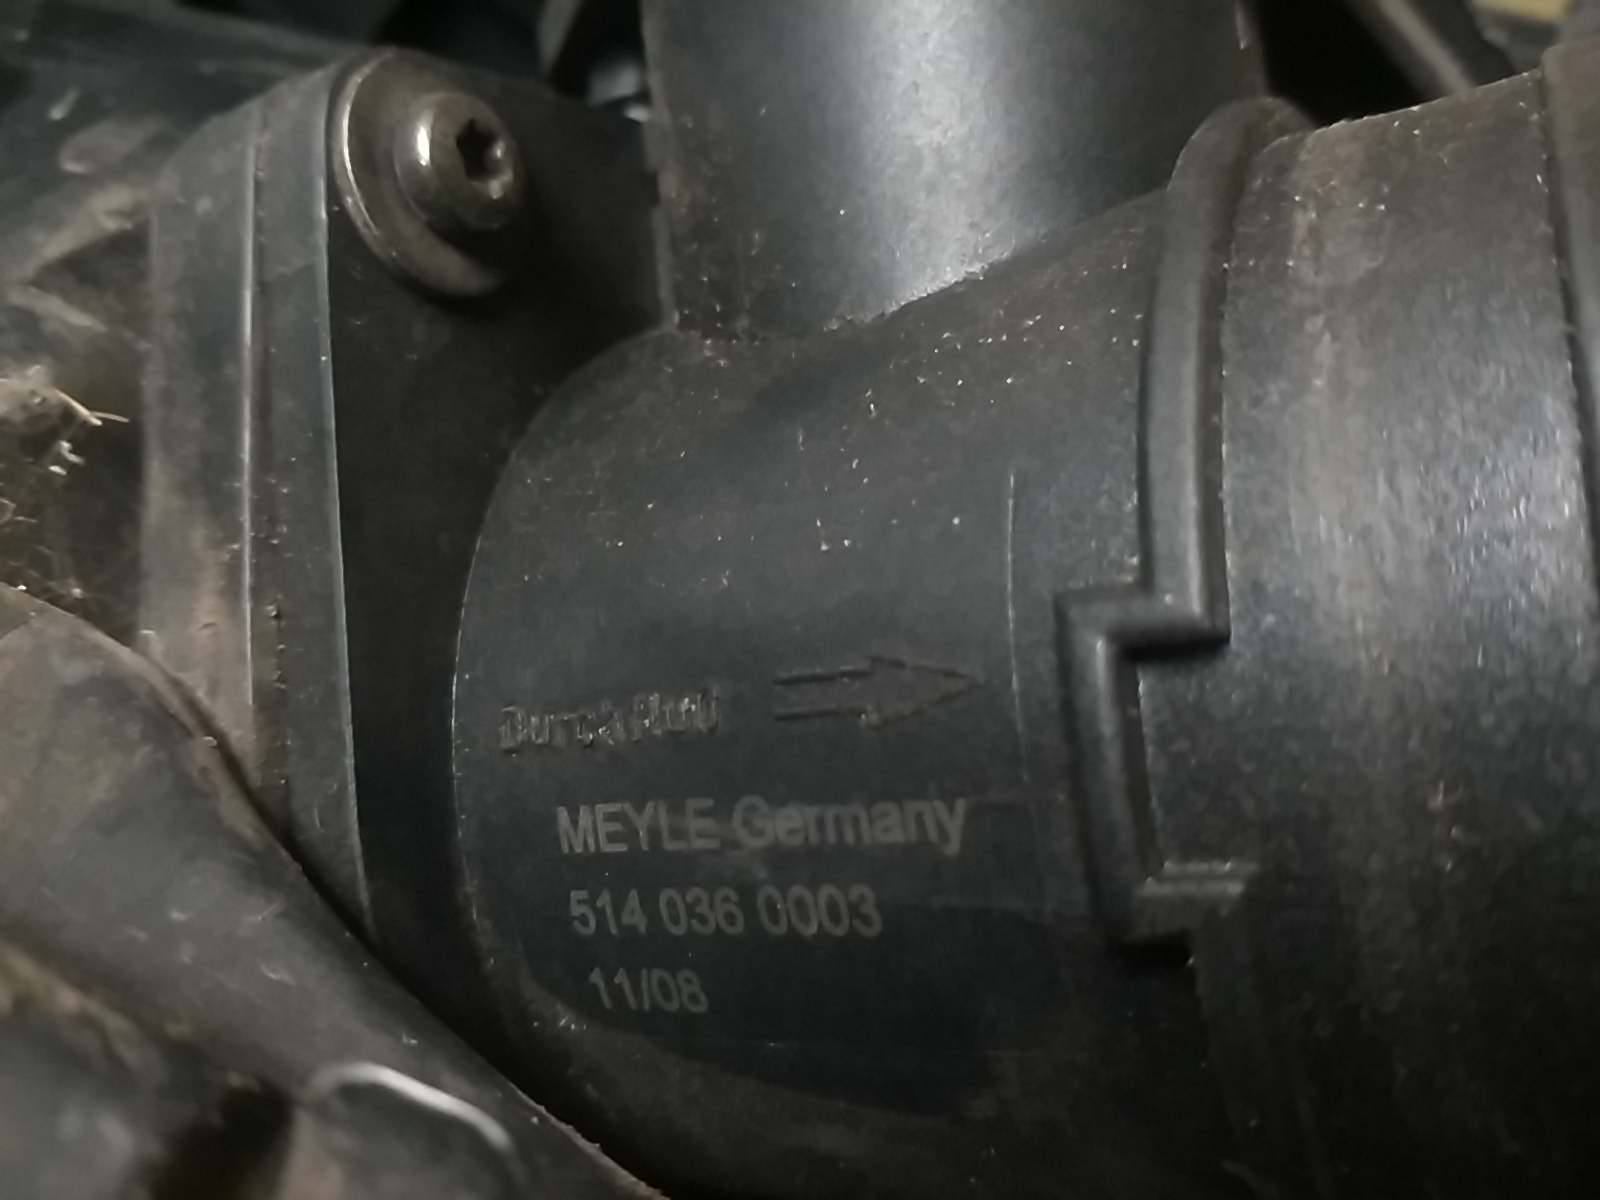 Durchfluß
MEYLE Germany
514 036 0003
11/08